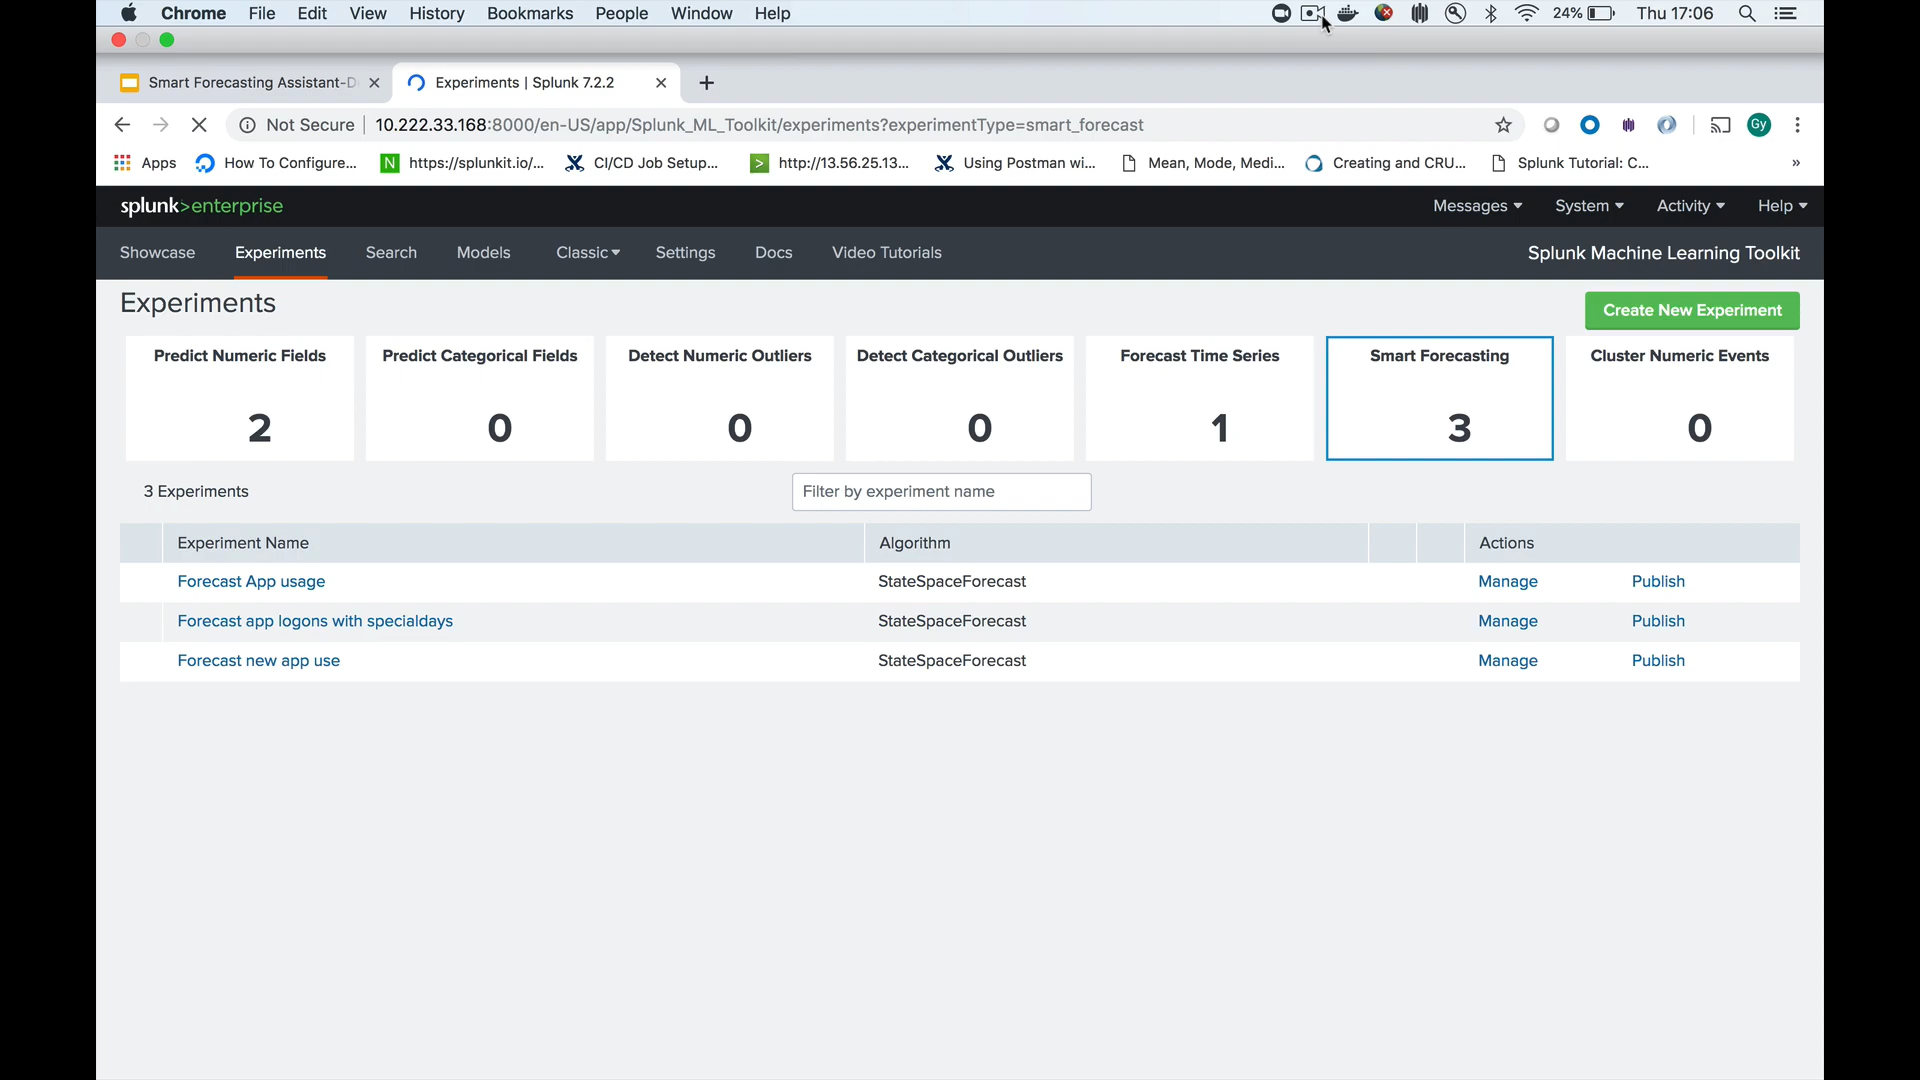 Chrome File Edit View History Bookmarks People Window Help 24% Thu 17:06
Smart Forecasting Assistant-D Experiments | Splunk 7.2.2
Not Secure 10.222.33.168:8000/en-US/app/Splunk_ML_Toolkit/experiments?experimentType=smart_forecast Gy
Apps How To Configure... N https://splunkit.io/... CI/CD Job Setup... > http://13.56.25.13... Using Postman wi... Mean, Mode, Medi... Creating and CRU... Splunk Tutorial: C... »
splunk>enterprise Messages System Activity Help
Showcase Experiments Search Models Classic Settings Docs Video Tutorials Splunk Machine Learning Toolkit
Experiments Create New Experiment
Predict Numeric Fields Predict Categorical Fields Detect Numeric Outliers Detect Categorical Outliers Forecast Time Series Smart Forecasting Cluster Numeric Events
2 0 0 0 1 3 0
3 Experiments Filter by experiment name
Experiment Name Algorithm Actions
Forecast App usage StateSpaceForecast Manage Publish
Forecast app logons with specialdays StateSpaceForecast Manage Publish
Forecast new app use StateSpaceForecast Manage Publish